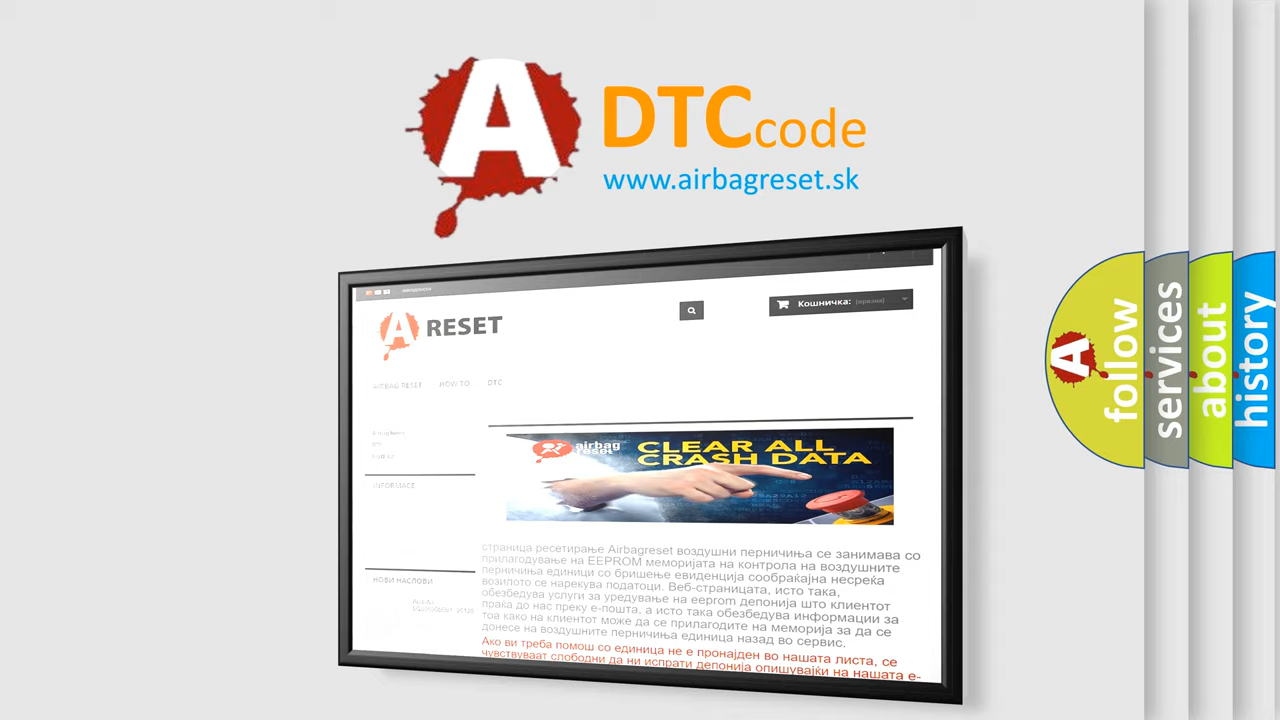 A
DTCcode
www.airbagreset.sk
A RESET
Кошничка: (празна)
AIRBAG RESET HOW TO DTC
INFORMACE
НОВИ НАСЛОВИ
airbag
reset
CLEAR ALL
CRASH DATA
страница ресетирање Airbagreset воздушни перничиња се занимава со
прилагодување на EEPROM меморијата на контрола на воздушните
перничиња единици со бришење евиденција сообраќајна несреќа
возилото се нарекува податоци. Веб-страницата, исто така,
обезбедува услуги за уредување на eeprom депонија што клиентот
праќа до нас преку е-пошта, а исто така обезбедува информации за
тоа како на клиентот може да се прилагодите на меморија за да се
донесе на воздушните перничиња единица назад во сервис.
Ако ви треба помош со единица не е пронајден во нашата листа, се
чувствуваат слободни да ни испрати депонија опишувајќи на нашата е-
A
follow
services
about
history